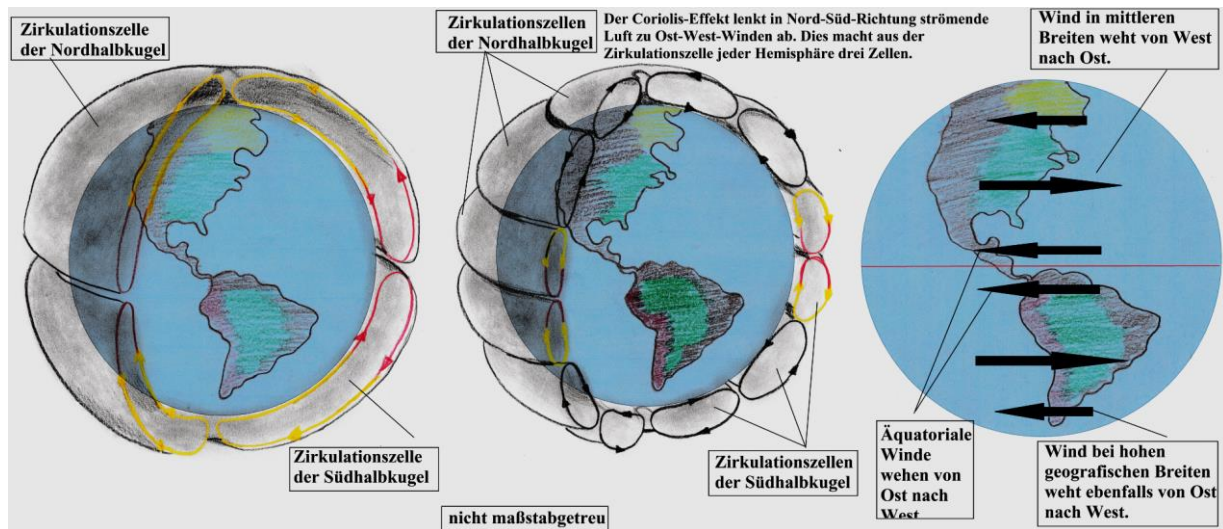 Zirkulationszelle
der Nordhalbkugel
Zirkulationszelle
der Südhalbkugel
Zirkulationszellen
der Nordhalbkugel
Der Coriolis-Effekt lenkt in Nord-Süd-Richtung strömende
Luft zu Ost-West-Winden ab. Dies macht aus der
Zirkulationszelle jeder Hemisphäre drei Zellen.
Zirkulationszellen
der Südhalbkugel
nicht maßstabgetreu
Wind in mittleren
Breiten weht von West
nach Ost.
Äquatoriale
Winde
wehen von
Ost nach
West
Wind bei hohen
geografischen Breiten
weht ebenfalls von Ost
nach West.